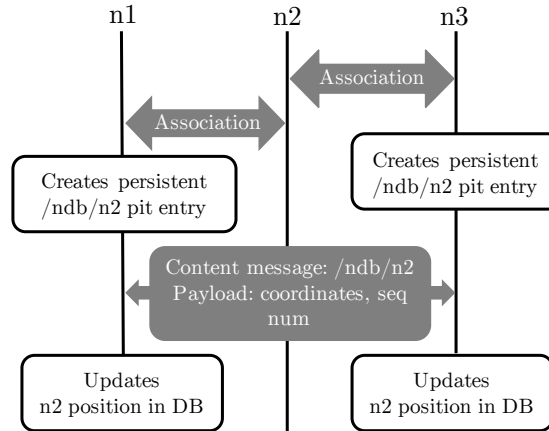 n1 n2 n3
Association
Association
Creates persistent
/ndb/n2 pit entry
Creates persistent
/ndb/n2 pit entry
Content message: /ndb/n2
Payload: coordinates, seq
num
Updates
n2 position in DB
Updates
n2 position in DB